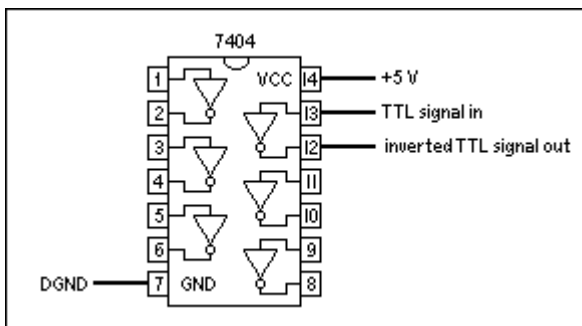 7404
1 VCC 14 +5 V
2 13 TTL signal in
3 12 inverted TTL signal out
4 11
5 10
6 9
DGND 7 GND 8